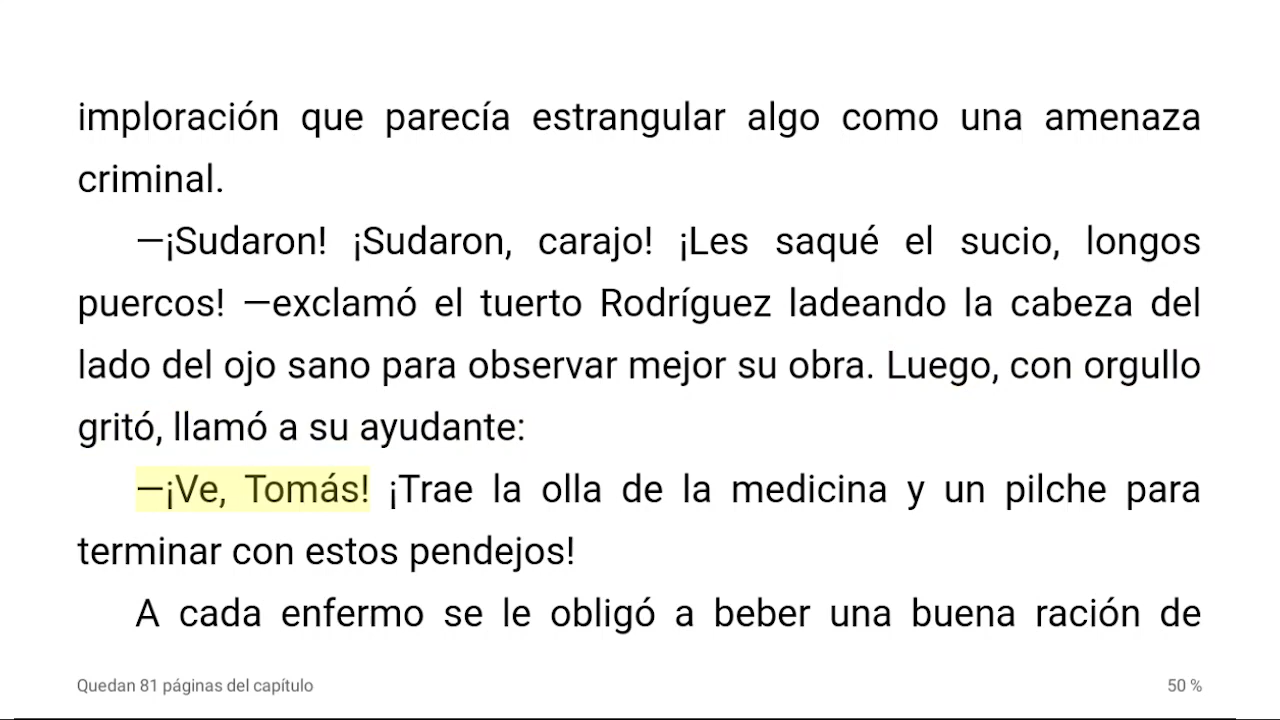 imploración que parecía estrangular algo como una amenaza
criminal.
—¡Sudaron! ¡Sudaron, carajo! ¡Les saqué el sucio, longos
puercos! —exclamó el tuerto Rodríguez ladeando la cabeza del
lado del ojo sano para observar mejor su obra. Luego, con orgullo
gritó, llamó a su ayudante:
—¡Ve, Tomás! ¡Trae la olla de la medicina y un pilche para
terminar con estos pendejos!
A cada enfermo se le obligó a beber una buena ración de
Quedan 81 páginas del capítulo
50 %